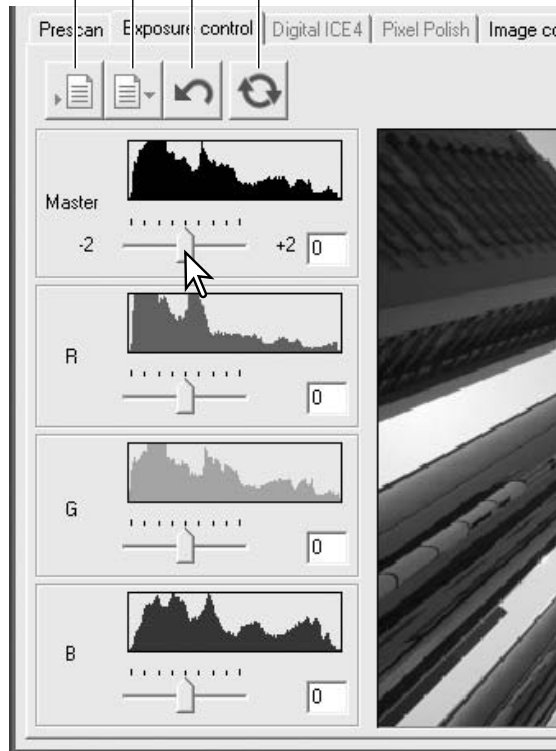 Prescan Exposure control Digital ICE4 Pixel Polish Image co
Master
-2 +2 0
R
0
G
0
B
0